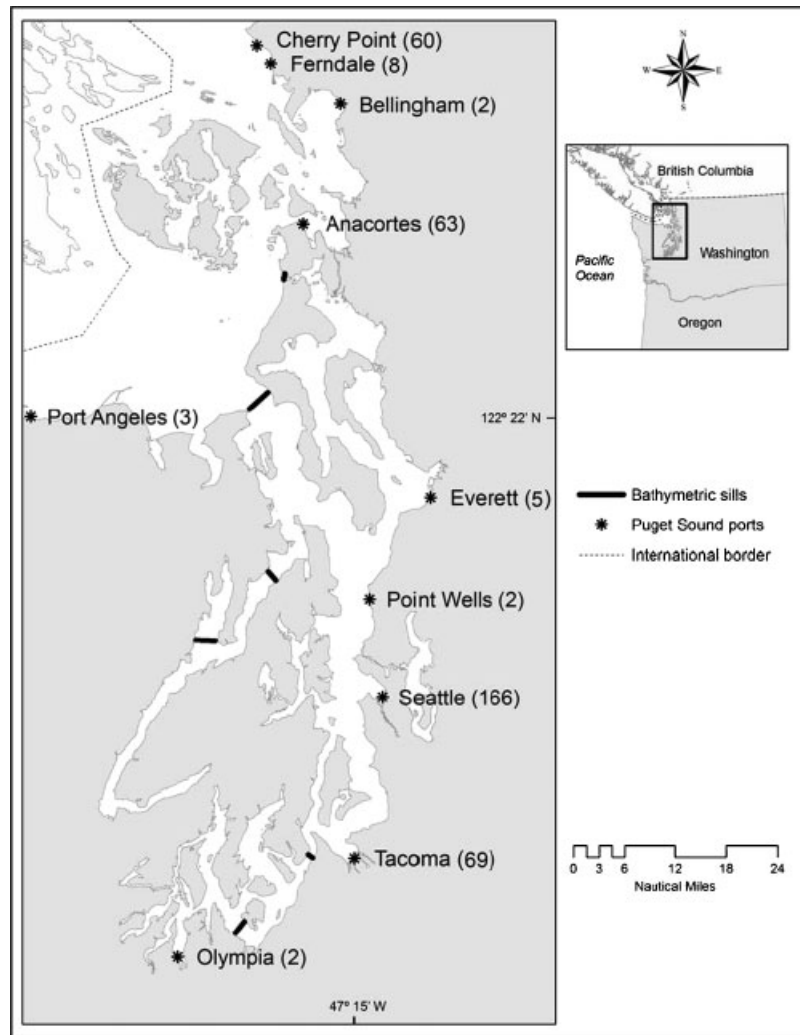 Cherry Point (60)
Ferndale (8)
Bellingham (2)
Anacortes (63)
Port Angeles (3)
Everett (5)
Point Wells (2)
Seattle (166)
Tacoma (69)
Olympia (2)
122º 22' N
47º 15' W
N
W
E
S
British Columbia
Pacific
Ocean
Washington
Oregon
Bathymetric sills
Puget Sound ports
International border
0 3 6 12 18 24
Nautical Miles